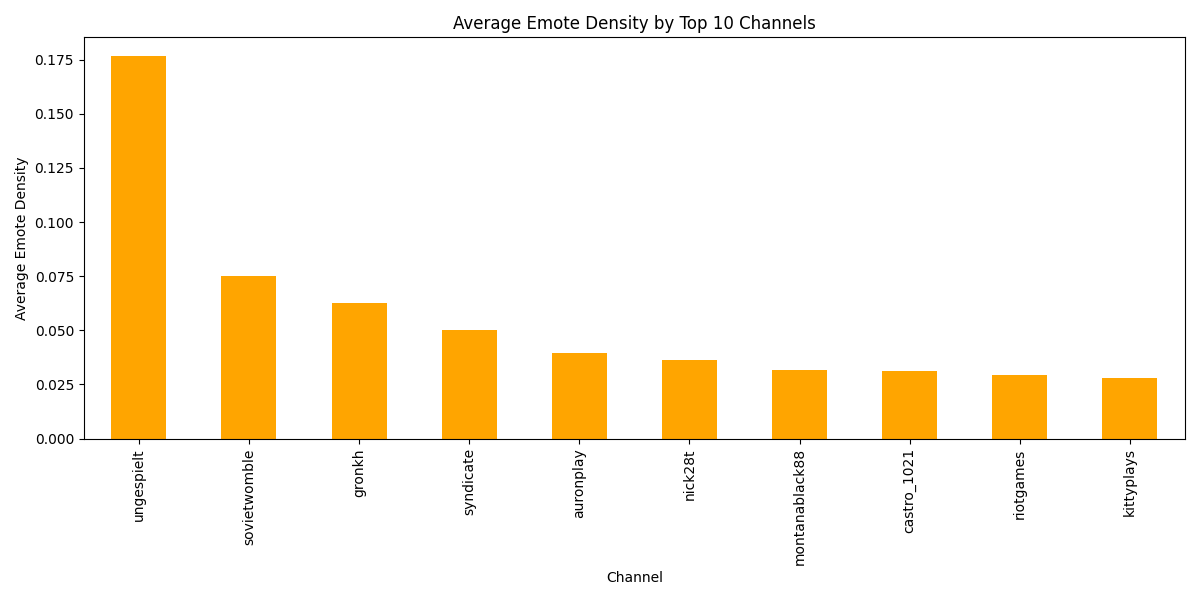 Average Emote Density by Top 10 Channels
Average Emote Density
0.175
0.150
0.125
0.100
0.075
0.050
0.025
0.000
ungespielt
sovietwomble
gronkh
syndicate
auronplay
nick28t
montanablack88
castro_1021
riotgames
kittyplays
Channel